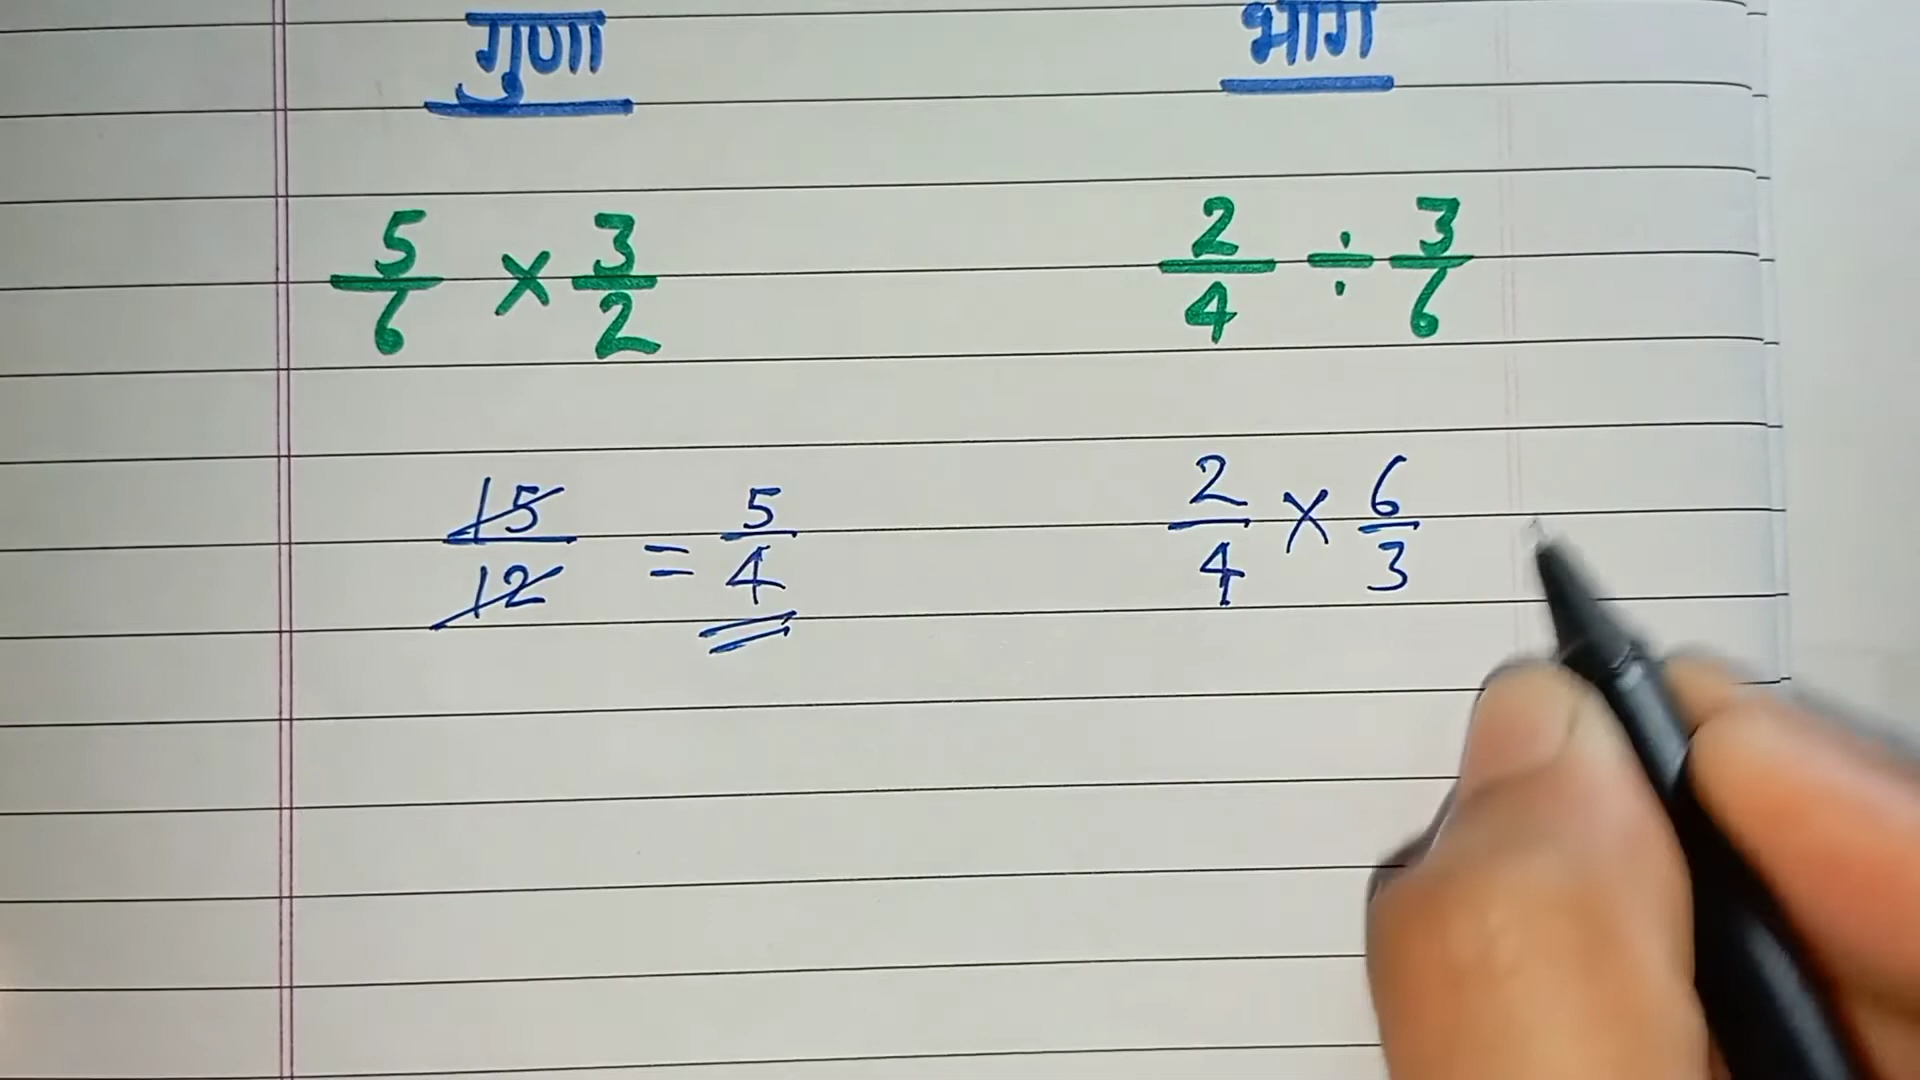 गुणा
भाग
5/6 × 3/2
2/4 ÷ 3/6
15/12 = 5/4
2/4 × 6/3